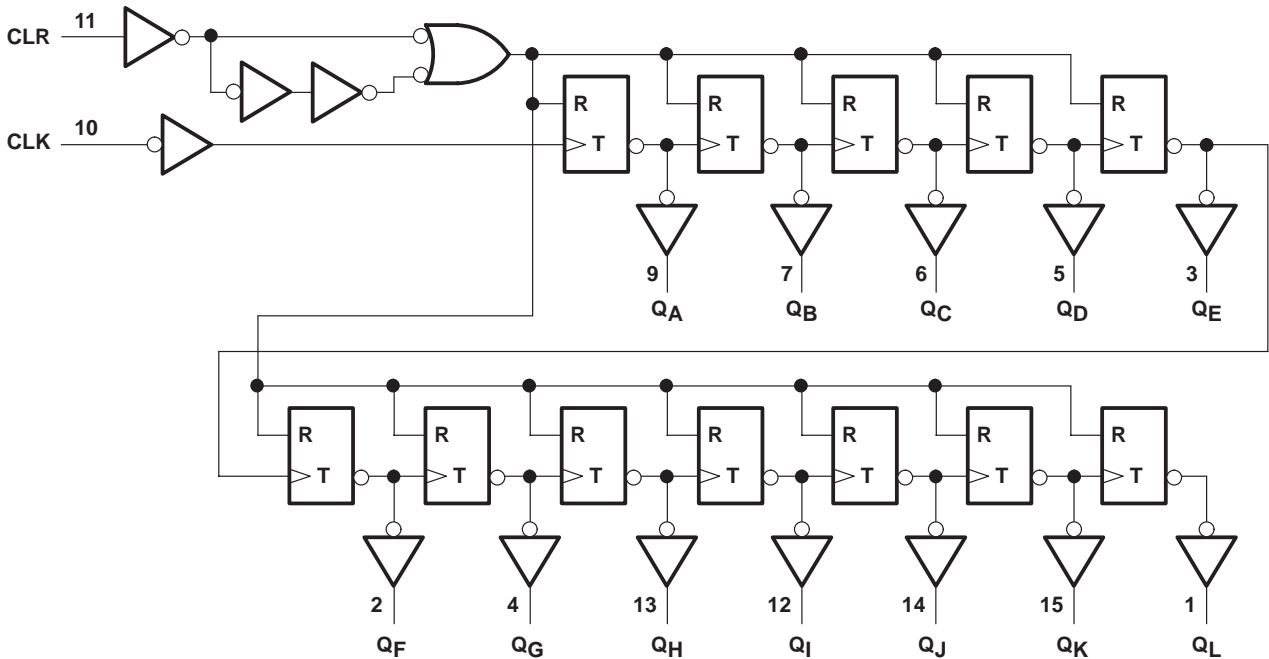 11
CLR
10
CLK
R R R R R
T T T T T
9 7 6 5 3
QA QB QC QD QE
R R R R R R R
T T T T T T T
2 4 13 12 14 15 1
QF QG QH QI QJ QK QL